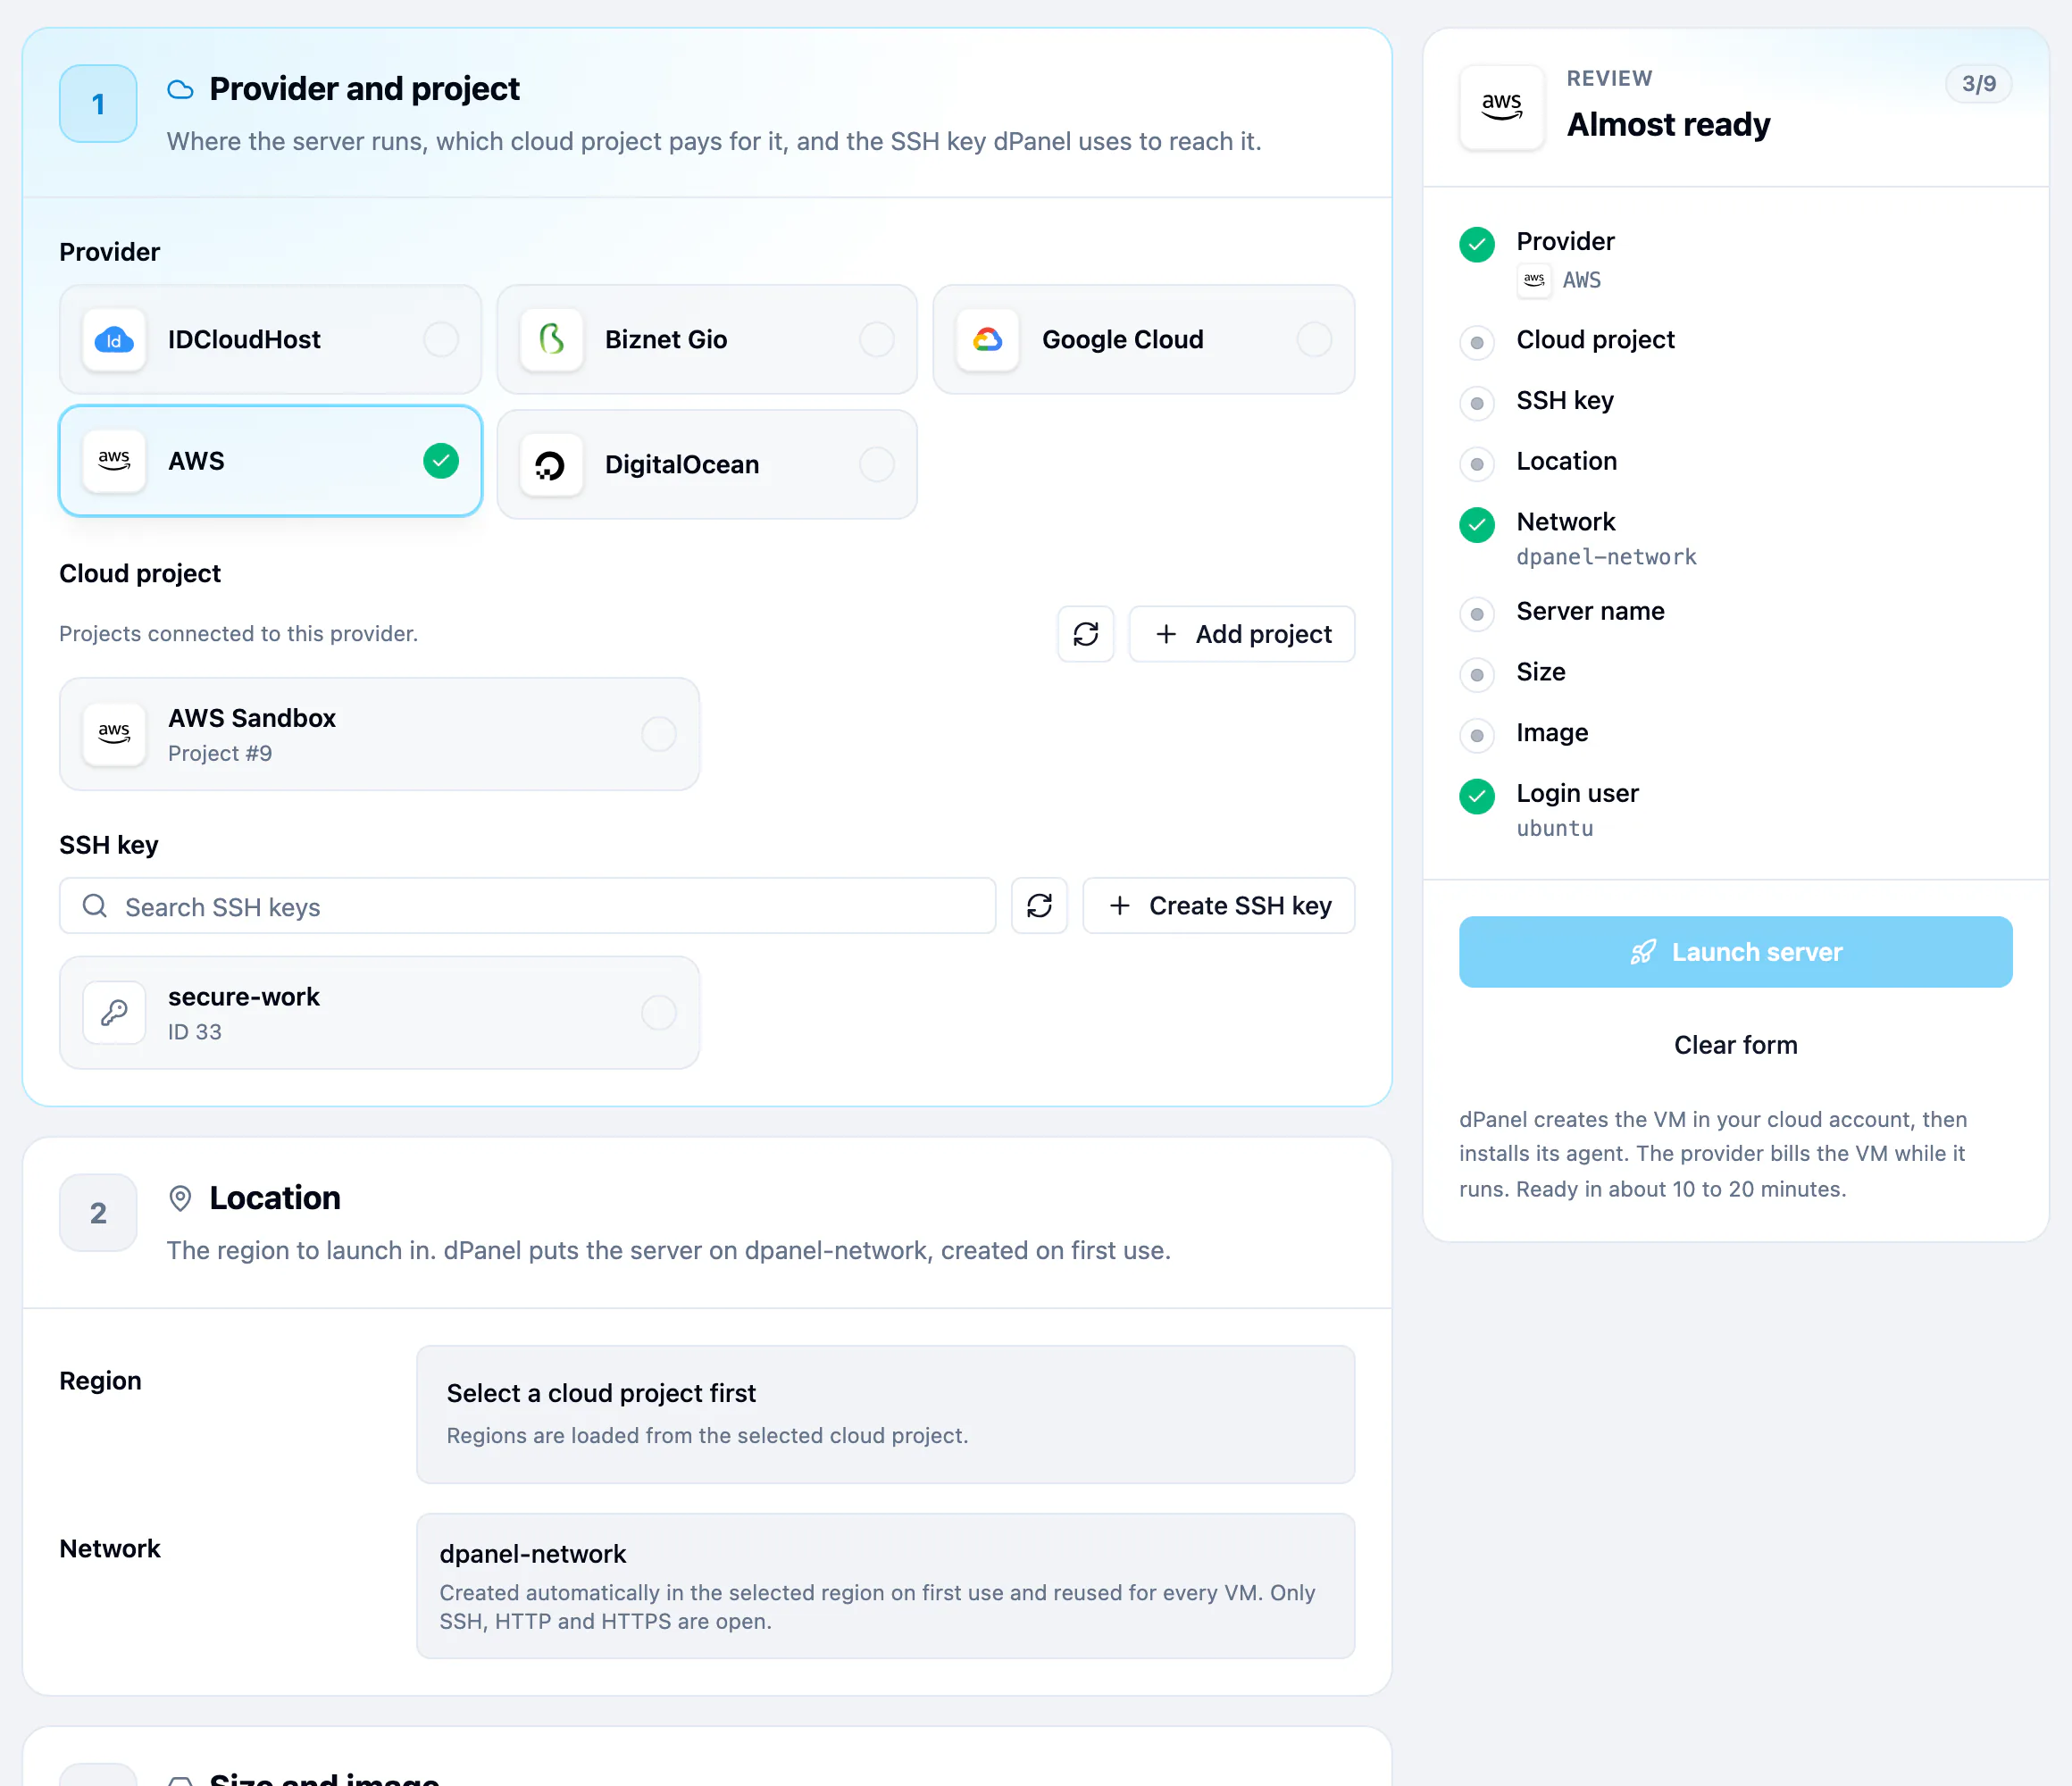 1
Provider and project
Where the server runs, which cloud project pays for it, and the SSH key dPanel uses to reach it.
Provider
Id
IDCloudHost
Biznet Gio
Google Cloud
aws
AWS
DigitalOcean
Cloud project
Projects connected to this provider.
Add project
aws
AWS Sandbox
Project #9
SSH key
Search SSH keys
Create SSH key
secure-work
ID 33
2
Location
The region to launch in. dPanel puts the server on dpanel-network, created on first use.
Region
Select a cloud project first
Regions are loaded from the selected cloud project.
Network
dpanel-network
Created automatically in the selected region on first use and reused for every VM. Only
SSH, HTTP and HTTPS are open.
Size and image
aws
REVIEW
3/9
Almost ready
Provider
aws
AWS
Cloud project
SSH key
Location
Network
dpanel-network
Server name
Size
Image
Login user
ubuntu
Launch server
Clear form
dPanel creates the VM in your cloud account, then
installs its agent. The provider bills the VM while it
runs. Ready in about 10 to 20 minutes.